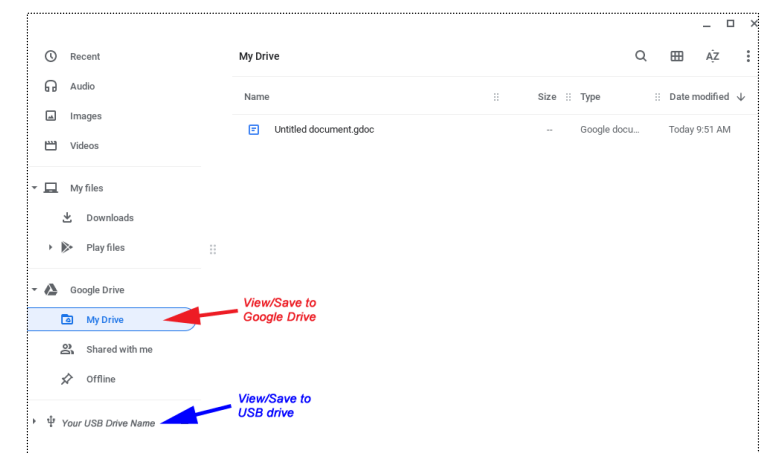 Recent
Audio
Images
Videos
My files
Downloads
Play files
Google Drive
My Drive
Shared with me
Offline
Your USB Drive Name
My Drive
AZ
Name
Size
Type
Date modified
Untitled document.gdoc
--
Google docu...
Today 9:51 AM
View/Save to
Google Drive
View/Save to
USB drive